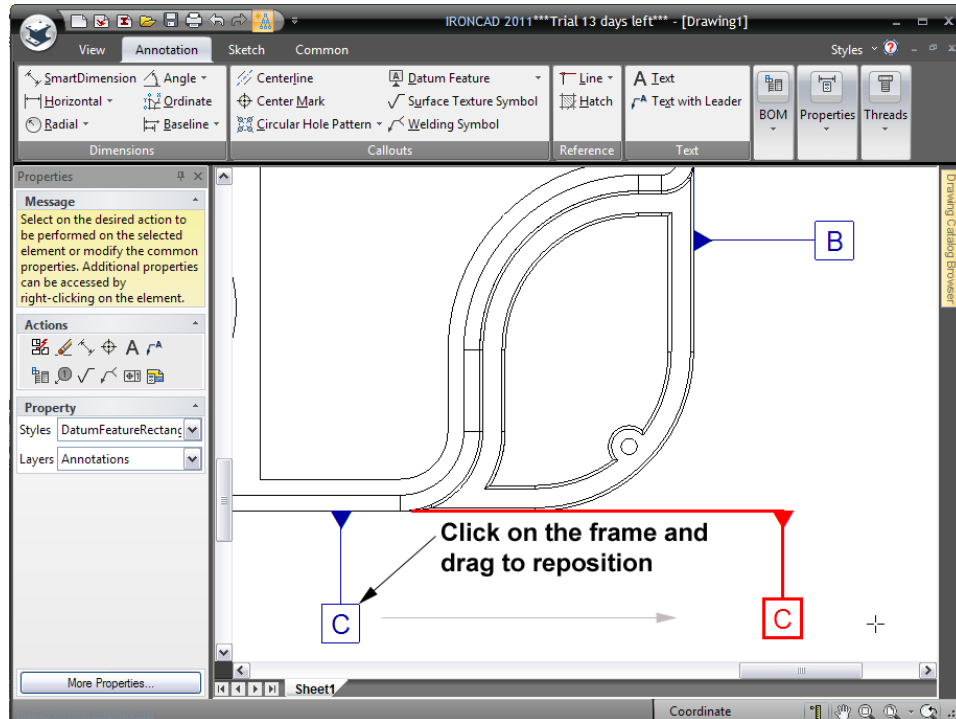 IRONCAD 2011***Trial 13 days left*** - [Drawing1]
View Annotation Sketch Common Styles
SmartDimension Angle
Horizontal Ordinate
Radial Baseline
Dimensions
Centerline Datum Feature
Center Mark Surface Texture Symbol
Circular Hole Pattern Welding Symbol
Callouts
Line
Hatch
Reference
A Text
Text with Leader
Text
BOM Properties Threads
Properties
Message
Select on the desired action to
be performed on the selected
element or modify the common
properties. Additional properties
can be accessed by
right-clicking on the element.
Actions
Property
Styles DatumFeatureRectang
Layers Annotations
More Properties...
B
Click on the frame and
drag to reposition
C
C
Sheet1
Drawing Catalog Browser
Coordinate